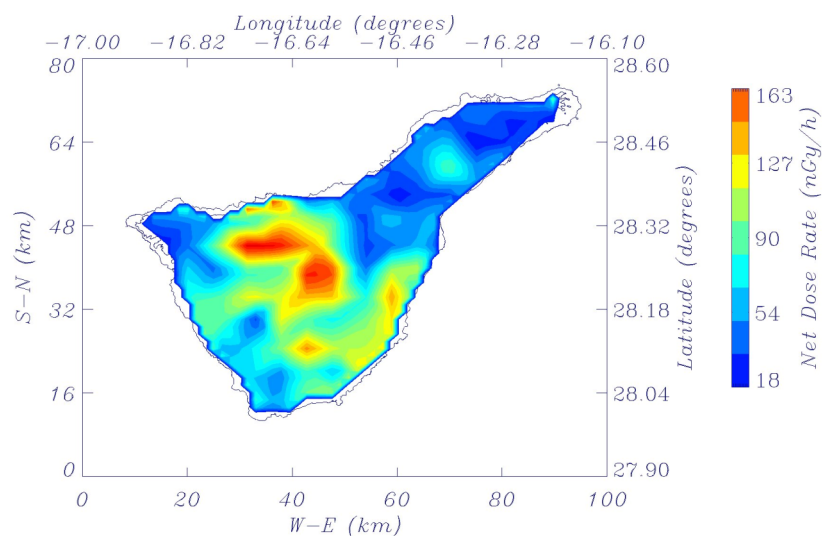 Longitude (degrees)
−17.00 −16.82 −16.64 −16.46 −16.28 −16.10
80 28.60
163
64 28.46
127
48 28.32
90
32 28.18
54
16 28.04
18
0 27.90
0 20 40 60 80 100
W−E (km)
S−N (km)
Latitude (degrees)
Net Dose Rate (nGy/h)